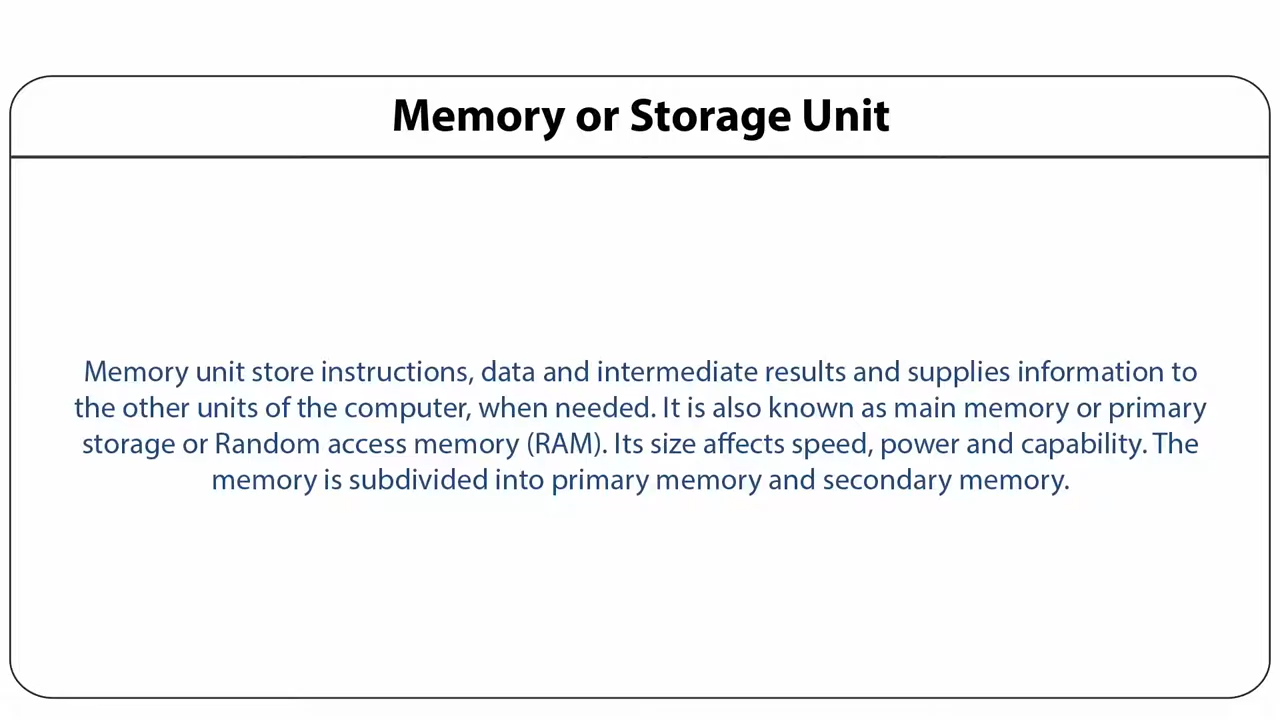 Memory or Storage Unit
Memory unit store instructions, data and intermediate results and supplies information to
the other units of the computer, when needed. It is also known as main memory or primary
storage or Random access memory (RAM). Its size affects speed, power and capability. The
memory is subdivided into primary memory and secondary memory.